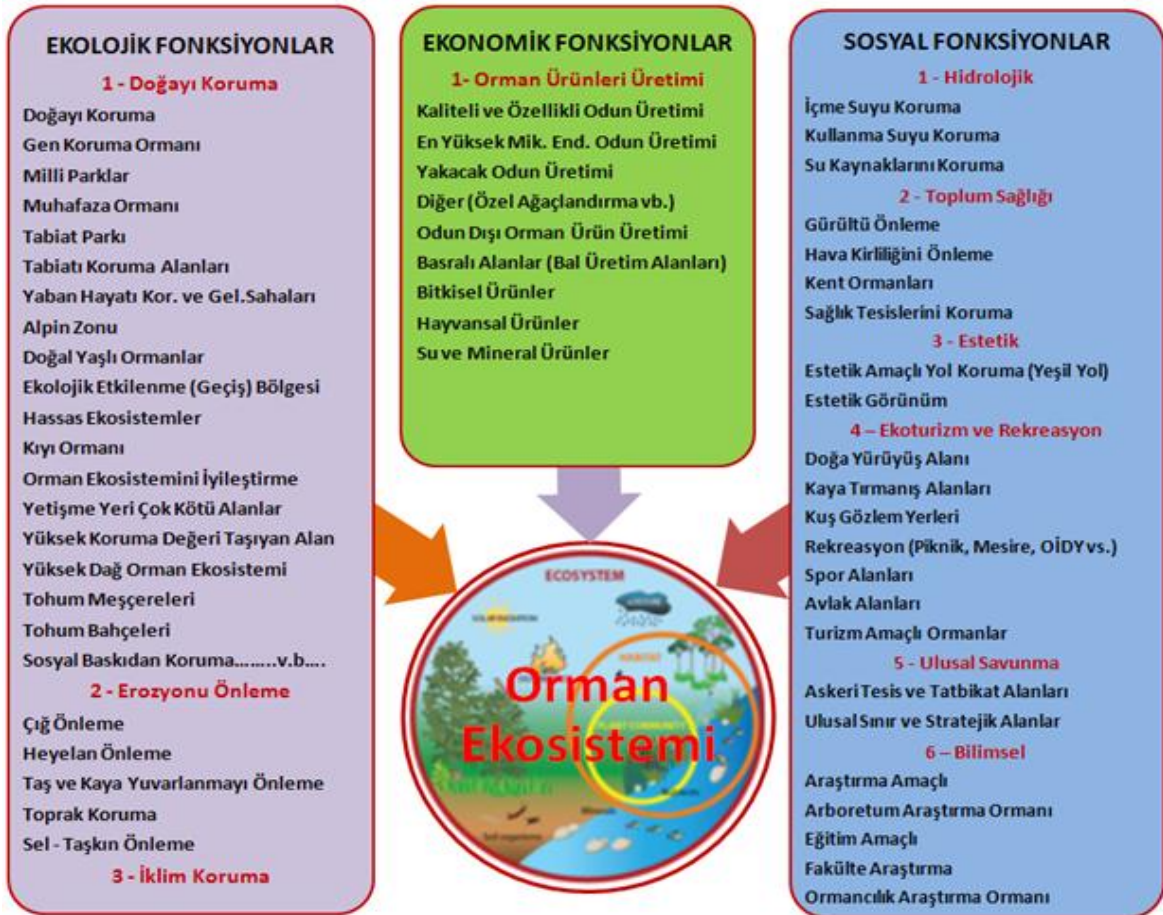 EKOLOJİK FONKSİYONLAR
1 - Doğayı Koruma
Doğayı Koruma
Gen Koruma Ormanı
Milli Parklar
Muhafaza Ormanı
Tabiat Parkı
Tabiatı Koruma Alanları
Yaban Hayatı Kor. ve Gel.Sahaları
Alpin Zonu
Doğal Yaşlı Ormanlar
Ekolojik Etkilenme (Geçiş) Bölgesi
Hassas Ekosistemler
Kıyı Ormanı
Orman Ekosistemini İyileştirme
Yetişme Yeri Çok Kötü Alanlar
Yüksek Koruma Değeri Taşıyan Alan
Yüksek Dağ Orman Ekosistemi
Tohum Meşçereleri
Tohum Bahçeleri
Sosyal Baskıdan Koruma........v.b....
2 - Erozyonu Önleme
Çığ Önleme
Heyelan Önleme
Taş ve Kaya Yuvarlanmayı Önleme
Toprak Koruma
Sel - Taşkın Önleme
3 - İklim Koruma
EKONOMİK FONKSİYONLAR
1- Orman Ürünleri Üretimi
Kaliteli ve Özellikli Odun Üretimi
En Yüksek Mik. End. Odun Üretimi
Yakacak Odun Üretimi
Diğer (Özel Ağaçlandırma vb.)
Odun Dışı Orman Ürün Üretimi
Basralı Alanlar (Bal Üretim Alanları)
Bitkisel Ürünler
Hayvansal Ürünler
Su ve Mineral Ürünler
SOSYAL FONKSİYONLAR
1 - Hidrolojik
İçme Suyu Koruma
Kullanma Suyu Koruma
Su Kaynaklarını Koruma
2 - Toplum Sağlığı
Gürültü Önleme
Hava Kirliliğini Önleme
Kent Ormanları
Sağlık Tesislerini Koruma
3 - Estetik
Estetik Amaçlı Yol Koruma (Yeşil Yol)
Estetik Görünüm
4 – Ekoturizm ve Rekreasyon
Doğa Yürüyüş Alanı
Kaya Tırmanış Alanları
Kuş Gözlem Yerleri
Rekreasyon (Piknik, Mesire, OİDY vs.)
Spor Alanları
Avlak Alanları
Turizm Amaçlı Ormanlar
5 - Ulusal Savunma
Askeri Tesis ve Tatbikat Alanları
Ulusal Sınır ve Stratejik Alanlar
6 – Bilimsel
Araştırma Amaçlı
Arboretum Araştırma Ormanı
Eğitim Amaçlı
Fakülte Araştırma
Ormancılık Araştırma Ormanı
ECOSYSTEM
SOLAR RADIATION
HABITAT
Orman
PLANT COMMUNITY
Ekosistemi
Minerals
Soil organisms